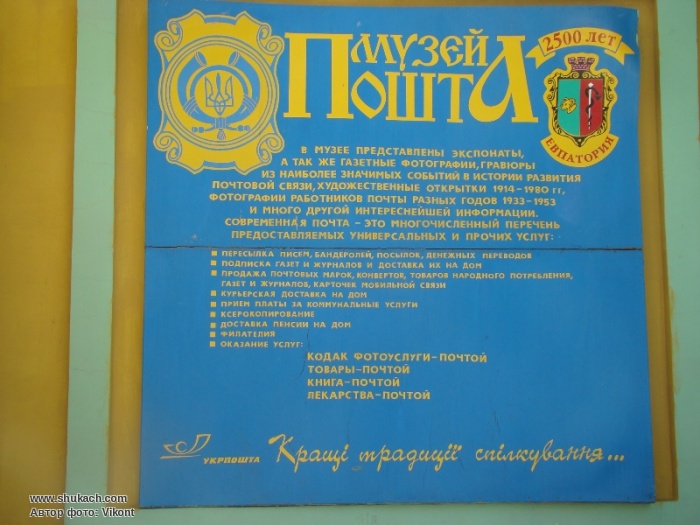 МУЗЕЙ
ПОШТА
2500 ЛЕТ
ЕВПАТОРИЯ
В МУЗЕЕ ПРЕДСТАВЛЕНЫ ЭКСПОНАТЫ,
А ТАК ЖЕ ГАЗЕТНЫЕ ФОТОГРАФИИ, ГРАВЮРЫ
ИЗ НАИБОЛЕЕ ЗНАЧИМЫХ СОБЫТИЙ В ИСТОРИИ РАЗВИТИЯ
ПОЧТОВОЙ СВЯЗИ, ХУДОЖЕСТВЕННЫЕ ОТКРЫТКИ 1914-1980 ГГ,
ФОТОГРАФИИ РАБОТНИКОВ ПОЧТЫ РАЗНЫХ ГОДОВ 1933-1953
И МНОГО ДРУГОЙ ИНТЕРЕСНЕЙШЕЙ ИНФОРМАЦИИ.
СОВРЕМЕННАЯ ПОЧТА - ЭТО МНОГОЧИСЛЕННЫЙ ПЕРЕЧЕНЬ
ПРЕДОСТАВЛЯЕМЫХ УНИВЕРСАЛЬНЫХ И ПРОЧИХ УСЛУГ:
■ ПЕРЕСЫЛКА ПИСЕМ, БАНДЕРОЛЕЙ, ПОСЫЛОК, ДЕНЕЖНЫХ ПЕРЕВОДОВ
■ ПОДПИСКА ГАЗЕТ И ЖУРНАЛОВ И ДОСТАВКА ИХ НА ДОМ
■ ПРОДАЖА ПОЧТОВЫХ МАРОК, КОНВЕРТОВ, ТОВАРОВ НАРОДНОГО ПОТРЕБЛЕНИЯ,
ГАЗЕТ И ЖУРНАЛОВ, КАРТОЧЕК МОБИЛЬНОЙ СВЯЗИ
■ КУРЬЕРСКАЯ ДОСТАВКА НА ДОМ
■ ПРИЕМ ПЛАТЫ ЗА КОММУНАЛЬНЫЕ УСЛУГИ
■ КСЕРОКОПИРОВАНИЕ
■ ДОСТАВКА ПЕНСИИ НА ДОМ
■ ФИЛАТЕЛИЯ
■ ОКАЗАНИЕ УСЛУГ:
КОДАК ФОТОУСЛУГИ-ПОЧТОЙ
ТОВАРЫ-ПОЧТОЙ
КНИГА-ПОЧТОЙ
ЛЕКАРСТВА-ПОЧТОЙ
УКРПОШТА
Кращі традиції спілкування...
www.shukach.com
Автор фото: Vikont